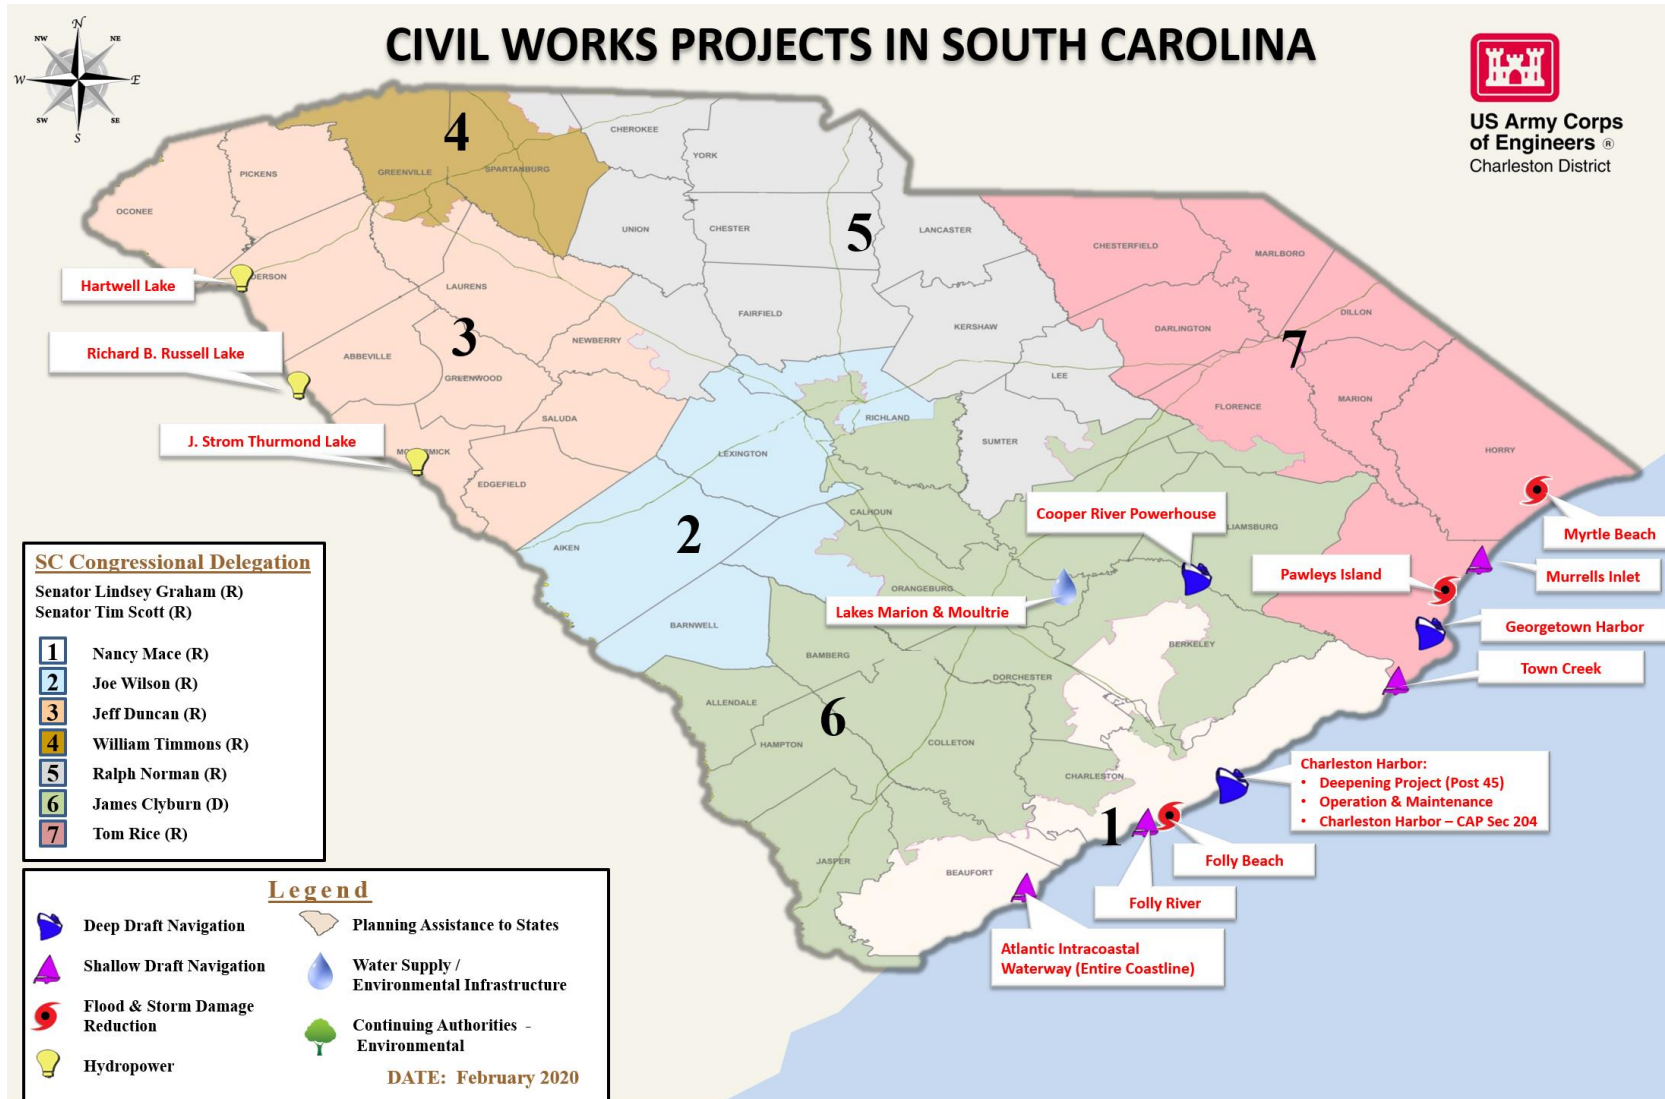 CIVIL WORKS PROJECTS IN SOUTH CAROLINA
N
NW
NE
W
E
SW
SE
S
US Army Corps
of Engineers ®
Charleston District
4
CHEROKEE
YORK
PICKENS
GREENVILLE
SPARTANBURG
OCONEE
UNION
CHESTER
5
LANCASTER
CHESTERFIELD
MARLBORO
Hartwell Lake
DERSON
LAURENS
FAIRFIELD
KERSHAW
DARLINGTON
DILLON
7
Richard B. Russell Lake
ABBEVILLE
3
NEWBERRY
GREENWOOD
LEE
FLORENCE
MARION
SALUDA
RICHLAND
J. Strom Thurmond Lake
SUMTER
HORRY
MC
MICK
LEXINGTON
EDGEFIELD
CALHOUN
Cooper River Powerhouse
LIAMSBURG
Myrtle Beach
AIKEN
2
Pawleys Island
Murrells Inlet
ORANGEBURG
Lakes Marion & Moultrie
BARNWELL
Georgetown Harbor
BERKELEY
BAMBERG
Town Creek
DORCHESTER
ALLENDALE
6
HAMPTON
COLLETON
CHARLESTON
Charleston Harbor:
• Deepening Project (Post 45)
• Operation & Maintenance
• Charleston Harbor – CAP Sec 204
1
JASPER
BEAUFORT
Folly Beach
Folly River
Atlantic Intracoastal
Waterway (Entire Coastline)
SC Congressional Delegation
Senator Lindsey Graham (R)
Senator Tim Scott (R)
1 Nancy Mace (R)
2 Joe Wilson (R)
3 Jeff Duncan (R)
4 William Timmons (R)
5 Ralph Norman (R)
6 James Clyburn (D)
7 Tom Rice (R)
Legend
Deep Draft Navigation
Shallow Draft Navigation
Flood & Storm Damage
Reduction
Hydropower
Planning Assistance to States
Water Supply /
Environmental Infrastructure
Continuing Authorities -
Environmental
DATE: February 2020